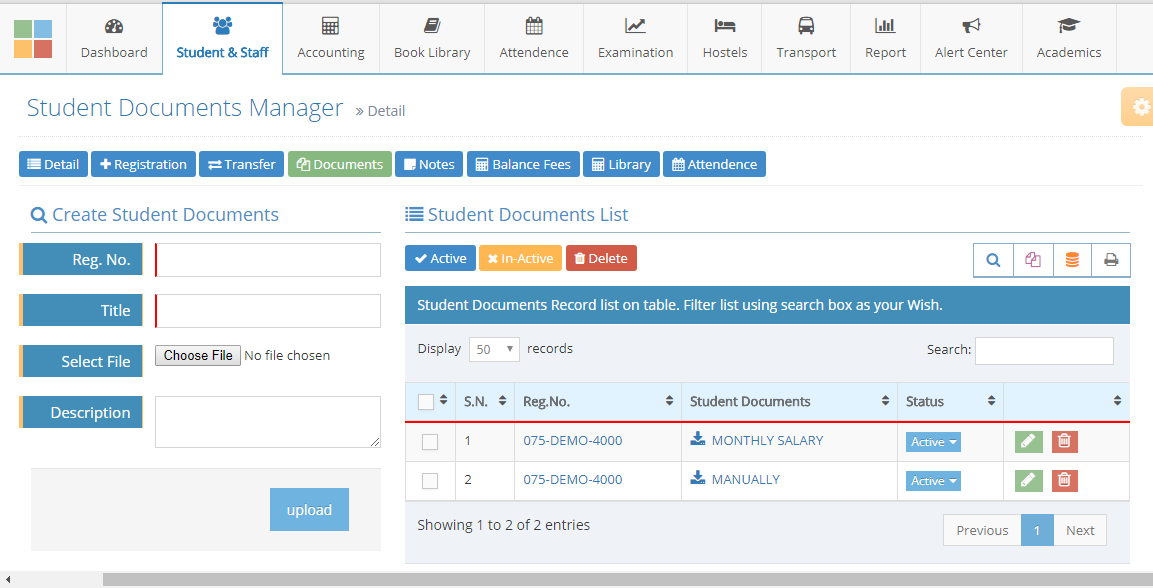 Dashboard Student & Staff Accounting Book Library Attendence Examination Hostels Transport Report Alert Center Academics
Student Documents Manager » Detail
Detail Registration Transfer Documents Notes Balance Fees Library Attendence
Create Student Documents
Reg. No.
Title
Select File Choose File No file chosen
Description
upload
Student Documents List
Active In-Active Delete
Student Documents Record list on table. Filter list using search box as your Wish.
Display 50 records Search:
S.N. Reg.No. Student Documents Status
1 075-DEMO-4000 MONTHLY SALARY Active
2 075-DEMO-4000 MANUALLY Active
Showing 1 to 2 of 2 entries
Previous 1 Next